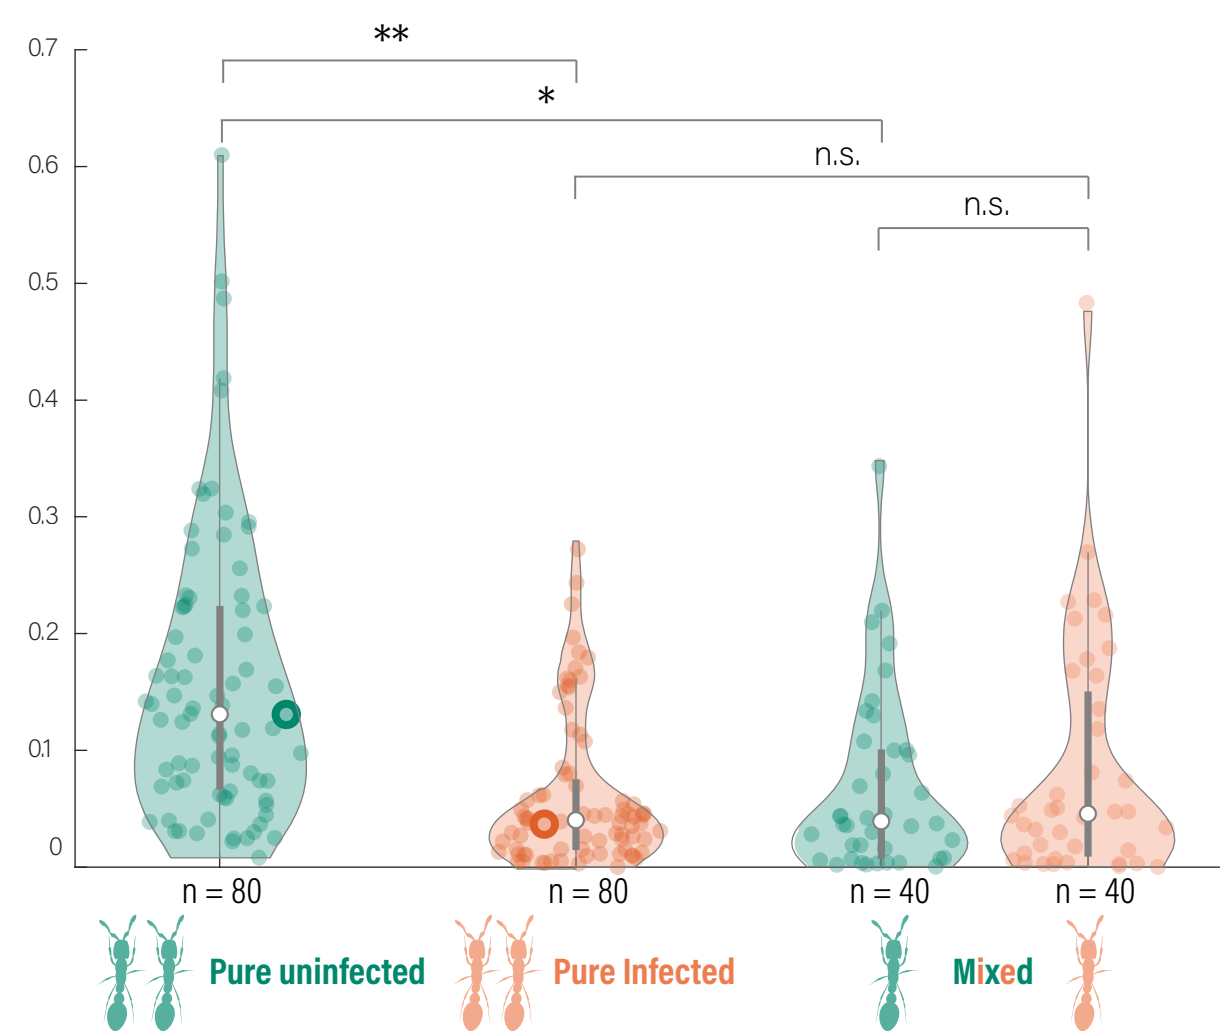 0.7
**
*
0.6
n.s.
n.s.
0.5
0.4
0.3
0.2
0.1
0
n = 80
n = 80
n = 40
n = 40
Pure uninfected
Pure Infected
Mixed